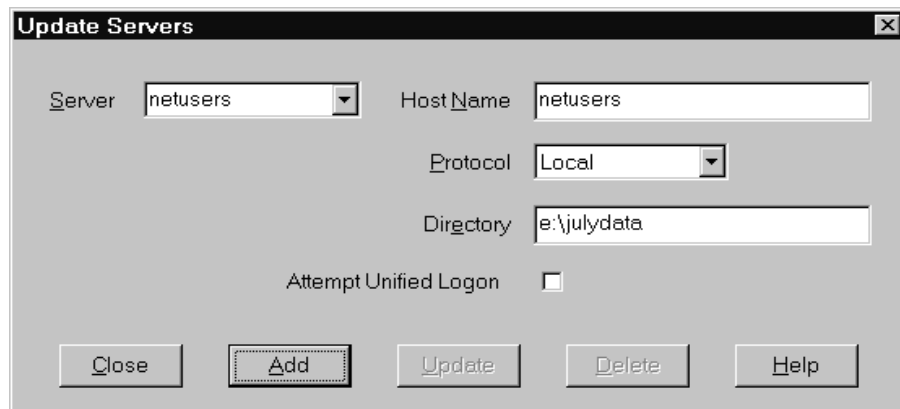 Update Servers
Server netusers Host Name netusers
Protocol Local
Directory e:\julydata
Attempt Unified Logon
Close Add Update Delete Help